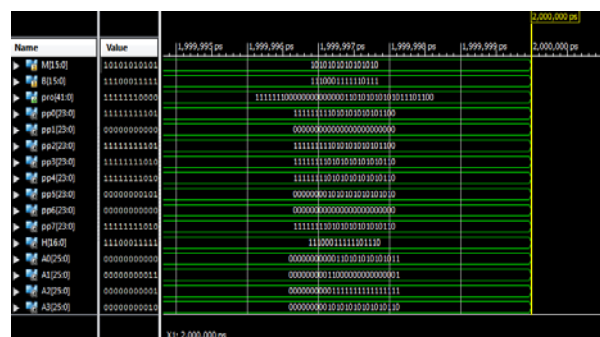 2,000,000 ps
Name Value 1,999,995 ps 1,999,996 ps 1,999,997 ps 1,999,998 ps 1,999,999 ps 2,000,000 ps
M[15:0] 10101010101 1010101010101010
B[15:0] 11100011111 1110001111110111
pro[41:0] 11111110000
pp0[23:0] 11111111101 111111111010101010101100
pp1[23:0] 00000000000 000000000000000000000000
pp2[23:0] 11111111101 111111111010101010101100
pp3[23:0] 11111111010 111111110101010101010110
pp4[23:0] 11111111010 111111110101010101010110
pp5[23:0] 00000000101 000000001010101010101010
pp6[23:0] 00000000000 000000000000000000000000
pp7[23:0] 11111111010 111111110101010101010110
H[16:0] 11100011111 11100011111101110
A0[25:0] 00000000000
A1[25:0] 00000000011
A2[25:0] 00000000001
A3[25:0] 00000000010
X1: 2,000,000 ps